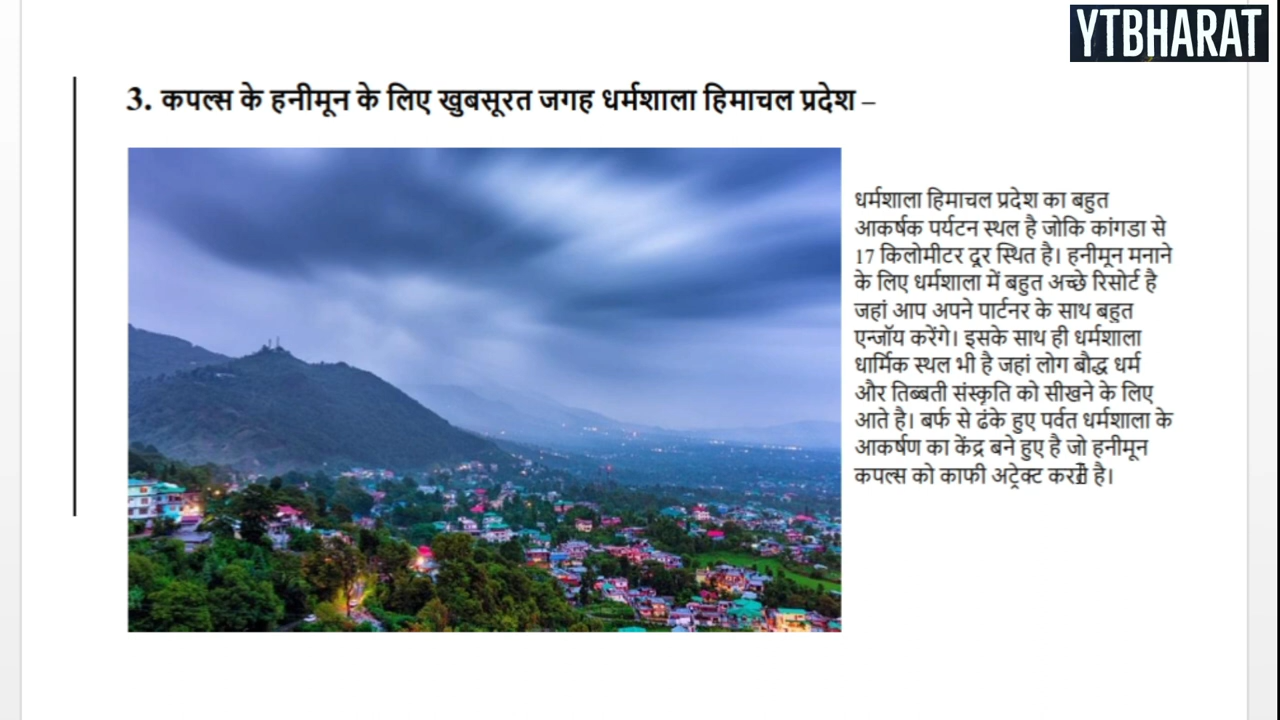 YTBHARAT
3. कपल्स के हनीमून के लिए खुबसूरत जगह धर्मशाला हिमाचल प्रदेश –
धर्मशाला हिमाचल प्रदेश का बहुत
आकर्षक पर्यटन स्थल है जोकि कांगडा से
17 किलोमीटर दूर स्थित है। हनीमून मनाने
के लिए धर्मशाला में बहुत अच्छे रिसोर्ट है
जहां आप अपने पार्टनर के साथ बहुत
एन्जॉय करेंगे। इसके साथ ही धर्मशाला
धार्मिक स्थल भी है जहां लोग बौद्ध धर्म
और तिब्बती संस्कृति को सीखने के लिए
आते है। बर्फ से ढंके हुए पर्वत धर्मशाला के
आकर्षण का केंद्र बने हुए है जो हनीमून
कपल्स को काफी अट्रेक्ट करते है।